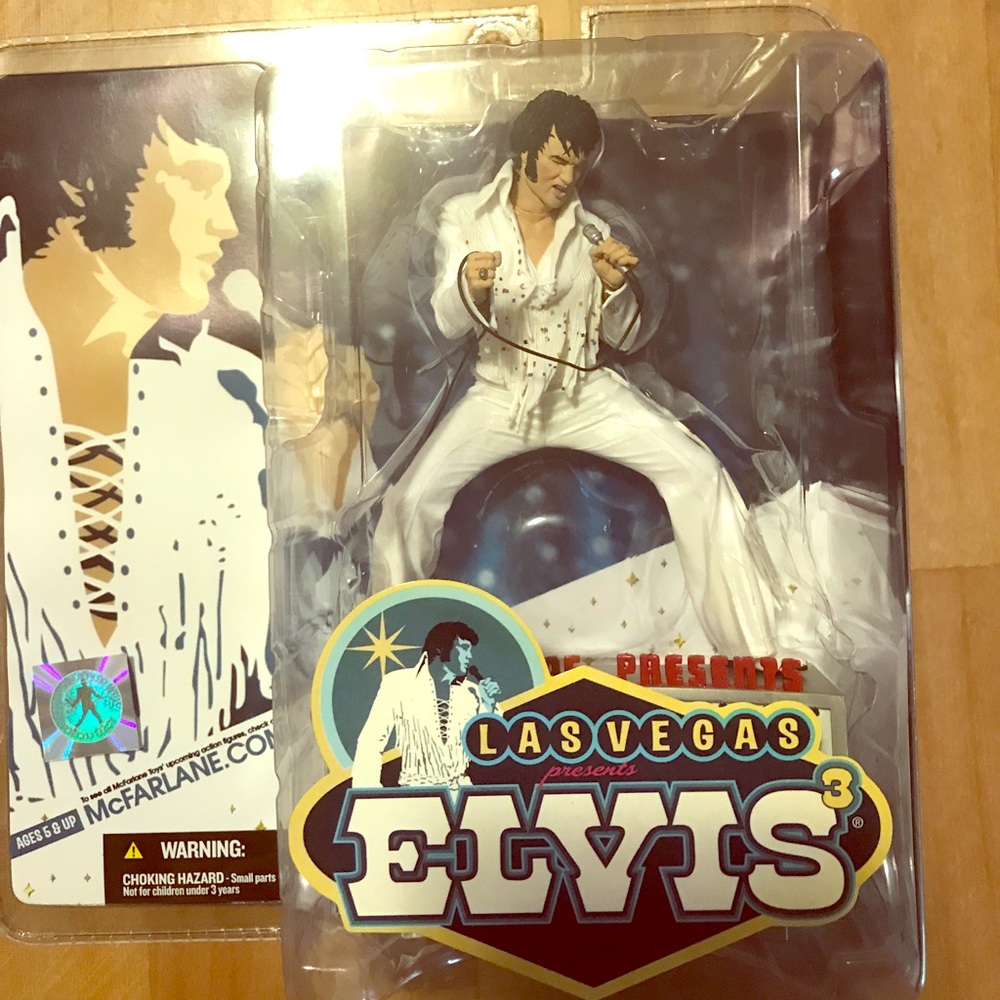 PRESENTS
LAS VEGAS
presents
ELVIS 3 ®
To see all McFarlane Toys' upcoming action figures, check
McFARLANE.COM
AGES 5 & UP
WARNING:
CHOKING HAZARD - Small parts
Not for children under 3 years